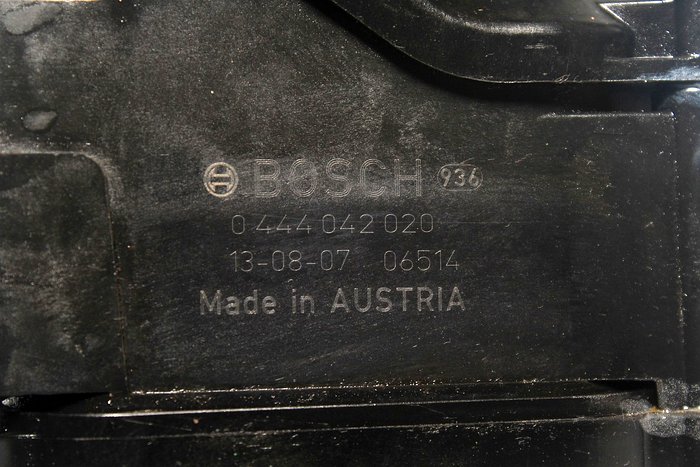 BOSCH 936
0 444 042 020
13-08-07 06514
Made in AUSTRIA